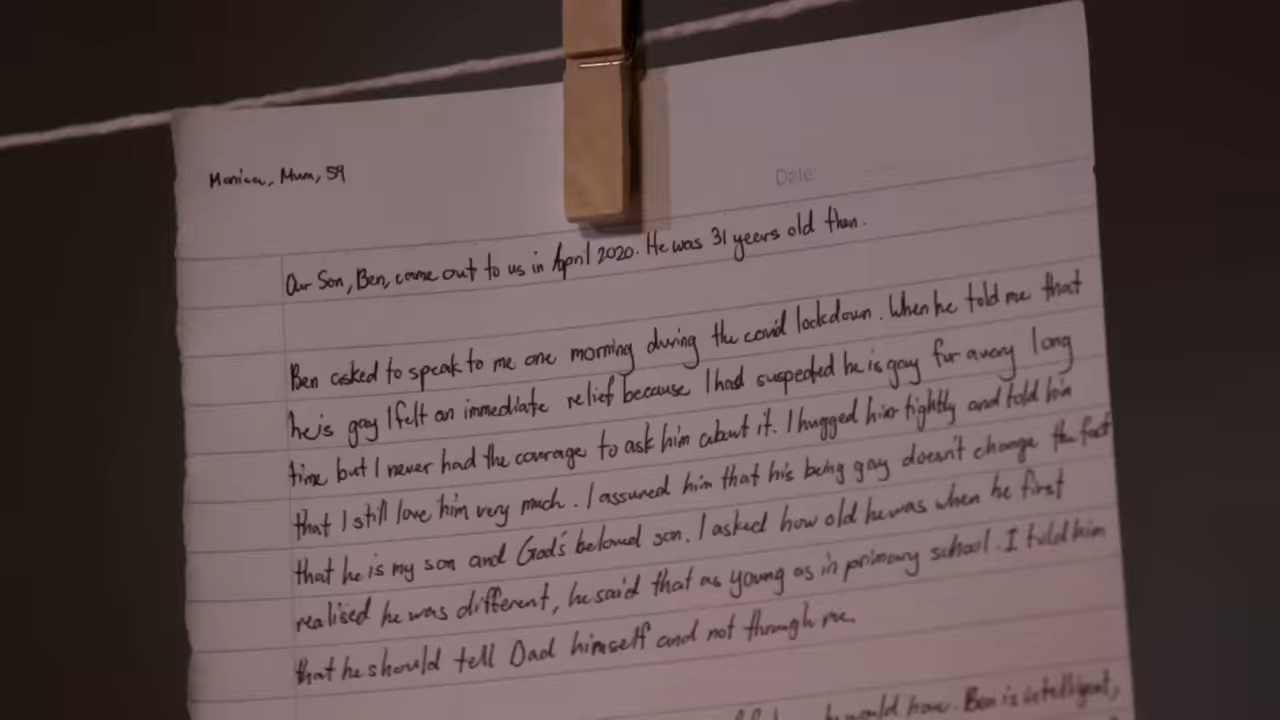 Monica, Mum, 59
Date:
Our Son, Ben, came out to us in April 2020. He was 31 years old then.
Ben asked to speak to me one morning during the covid lockdown. When he told me that
he is gay I felt an immediate relief because I had suspected he is gay for a very long
time but I never had the courage to ask him about it. I hugged him tightly and told him
that I still love him very much. I assured him that his being gay doesn't change the fact
that he is my son and God's beloved son. I asked how old he was when he first
realised he was different, he said that as young as in primary school. I told him
that he should tell Dad himself and not through me.
would have. Ben is intelligent,